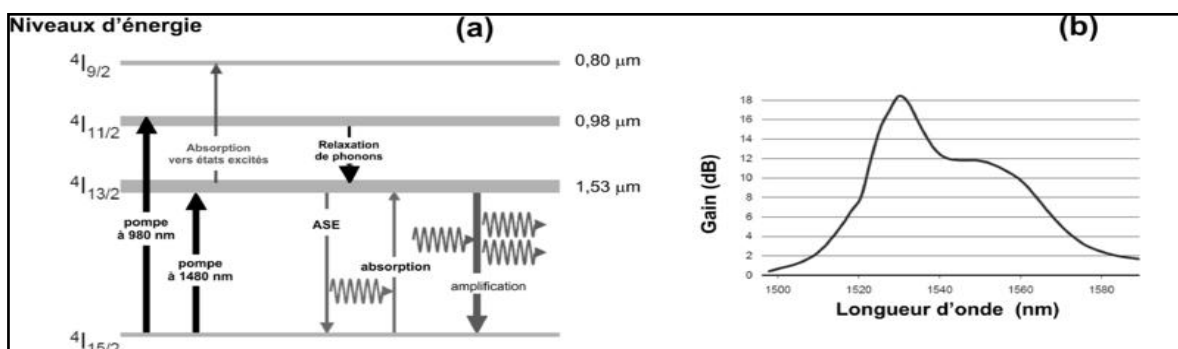 Niveaux d'énergie
(a)
4I9/2
0,80 μm
4I11/2
0,98 μm
Absorption
vers états excités
Relaxation
de phonons
4I13/2
1,53 μm
pompe
à 980 nm
pompe
à 1480 nm
ASE
absorption
amplification
4I15/2
(b)
Gain (dB)
18
16
14
12
10
8
6
4
2
0
1500
1520
1540
1560
1580
Longueur d'onde (nm)